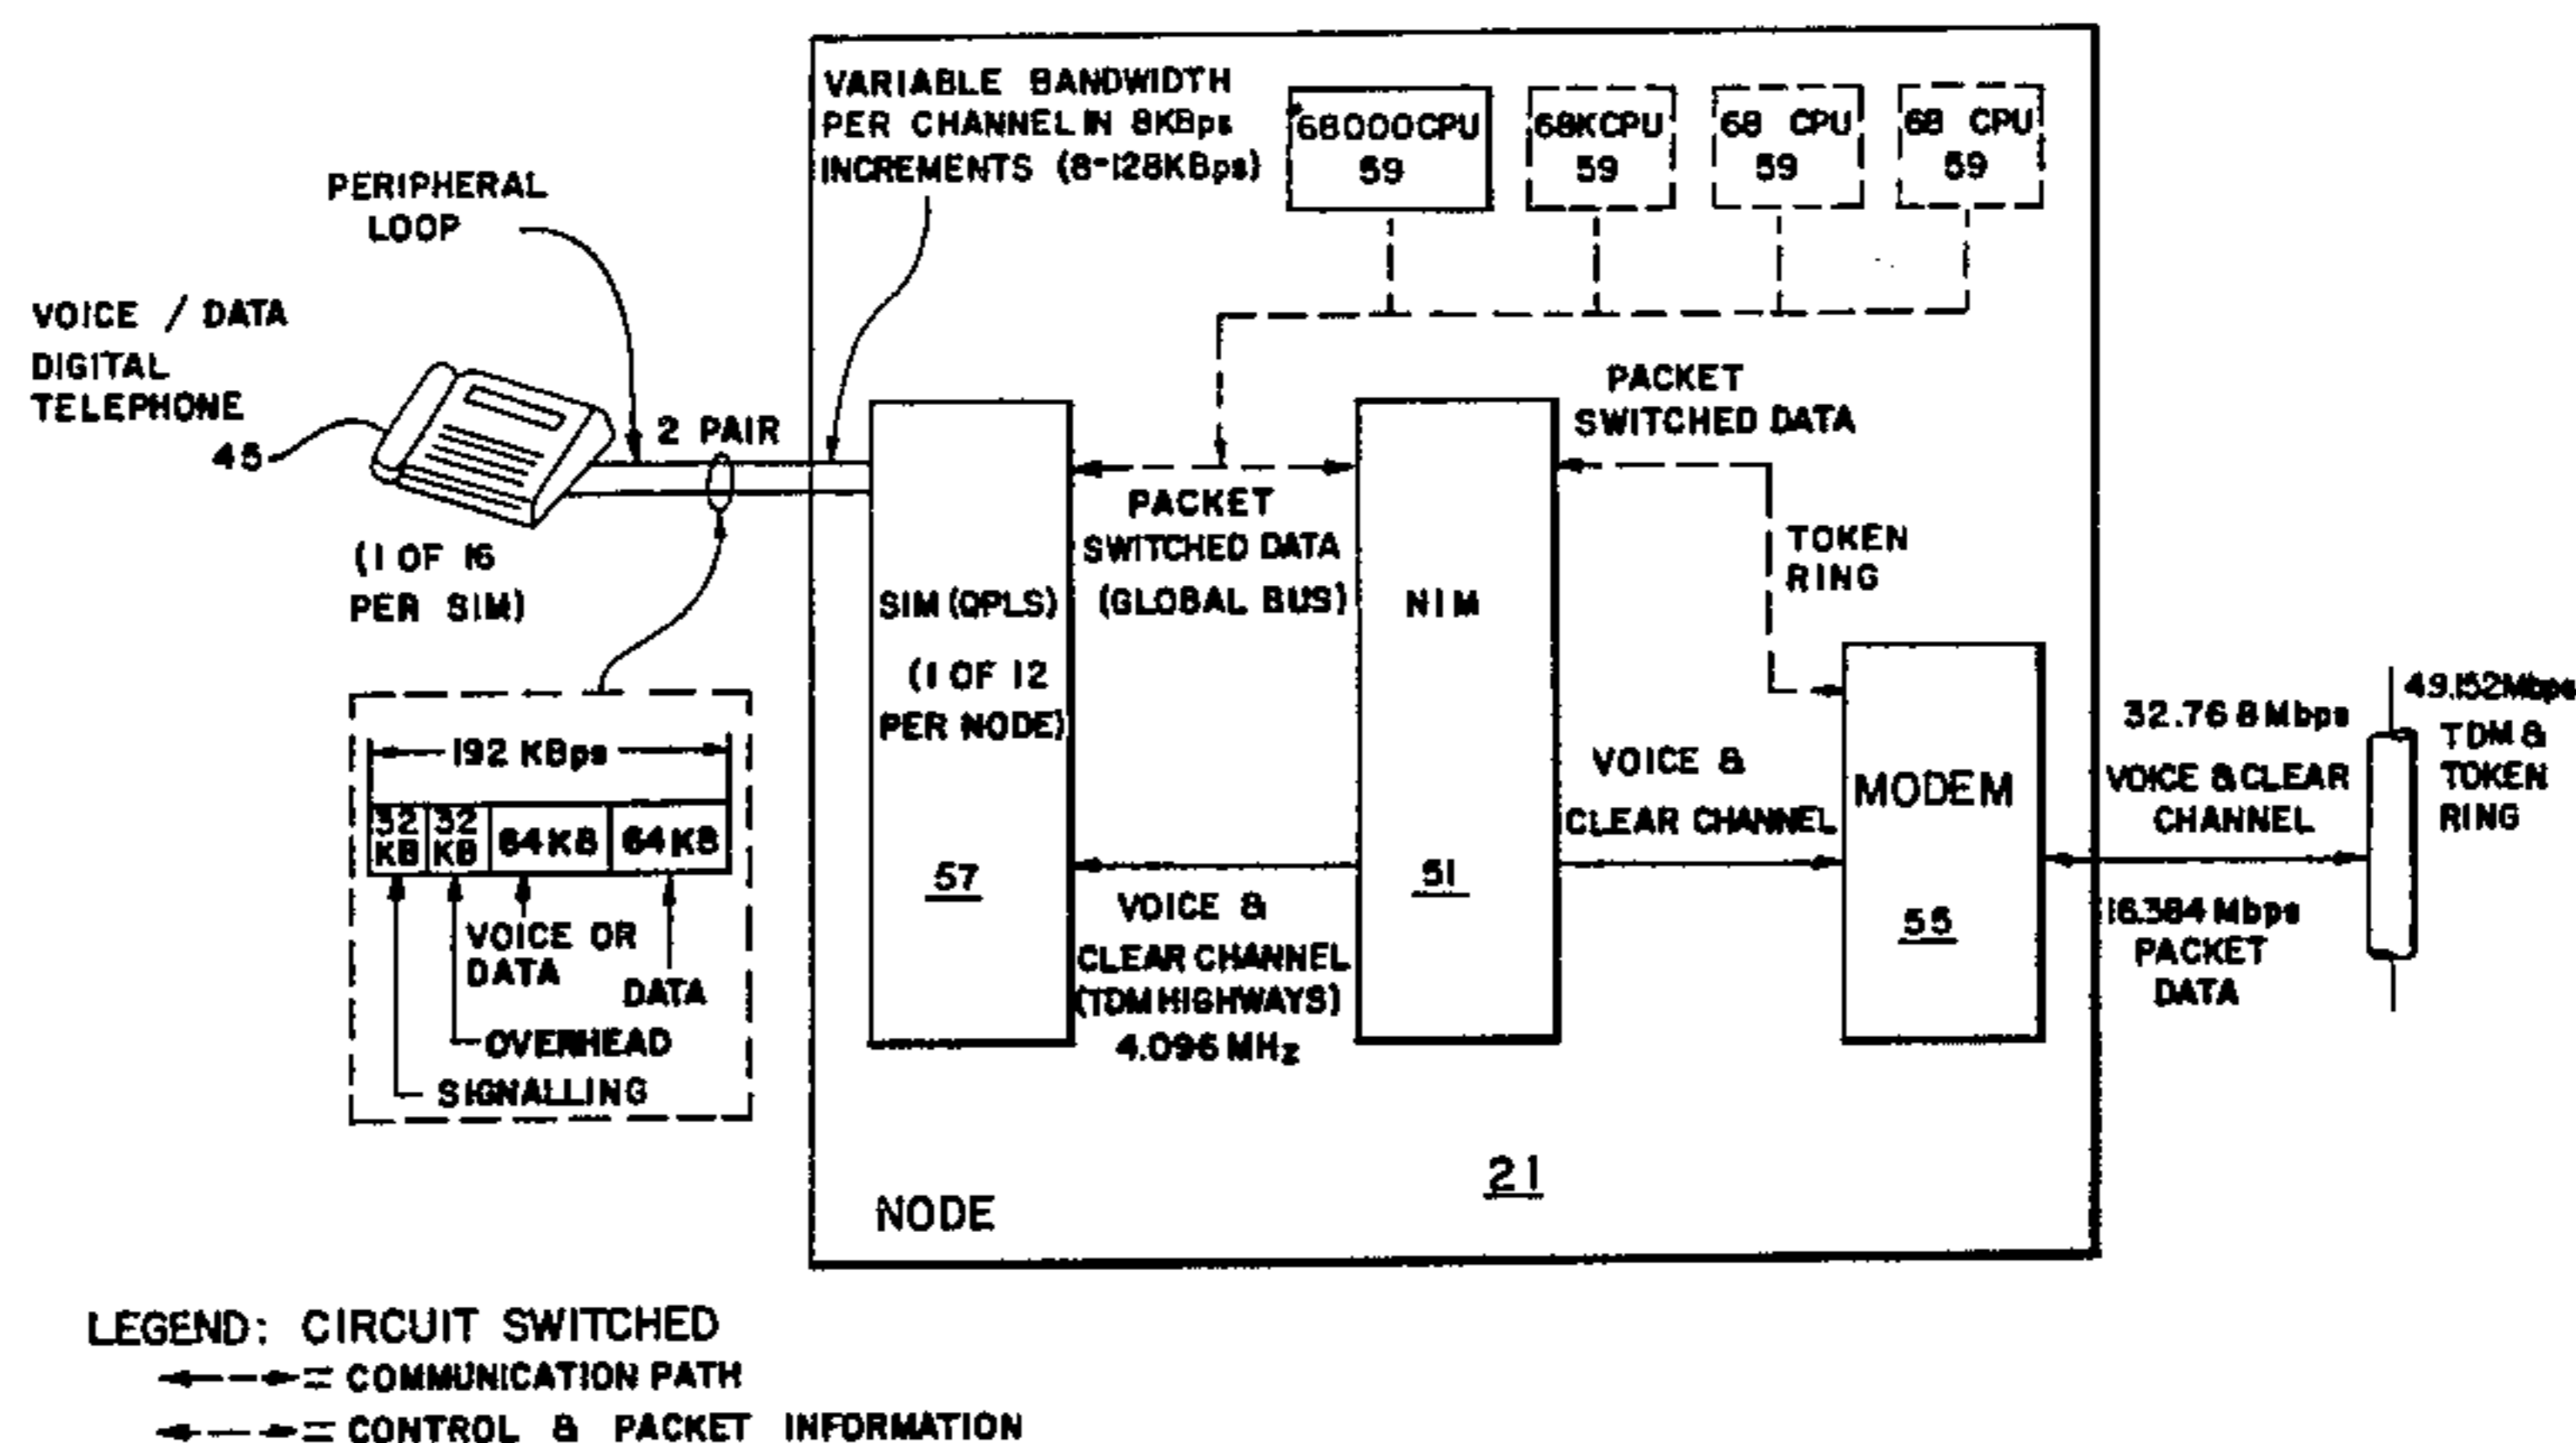 VARIABLE BANDWIDTH
PER CHANNEL IN 8KBps
INCREMENTS (8-128KBps)
68000CPU
59
68KCPU
59
68 CPU
59
68 CPU
59
PERIPHERAL
LOOP
VOICE / DATA
DIGITAL
TELEPHONE
45
2 PAIR
(1 OF 16
PER SIM)
PACKET
SWITCHED DATA
PACKET
SWITCHED DATA
(GLOBAL BUS)
TOKEN
RING
SIM (QPLS)
(1 OF 12
PER NODE)
57
NIM
51
VOICE &
CLEAR CHANNEL
MODEM
55
VOICE &
CLEAR CHANNEL
(TDM HIGHWAYS)
4.096 MHz
32.768 Mbps
VOICE & CLEAR
CHANNEL
16.384 Mbps
PACKET
DATA
49.152Mbps
TDM &
TOKEN
RING
192 KBps
32
KB
32
KB
64KB
64KB
VOICE OR
DATA
DATA
OVERHEAD
SIGNALLING
NODE
21
LEGEND: CIRCUIT SWITCHED
= COMMUNICATION PATH
= CONTROL & PACKET INFORMATION